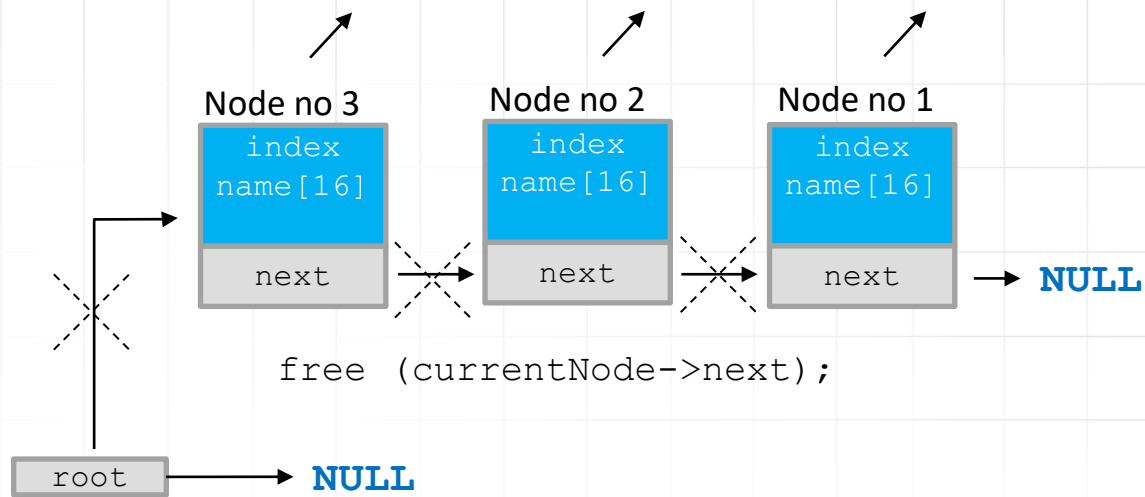 Node no 3
Node no 2
Node no 1
index
name[16]
index
name[16]
index
name[16]
next
next
next
NULL
free (currentNode->next);
root
NULL